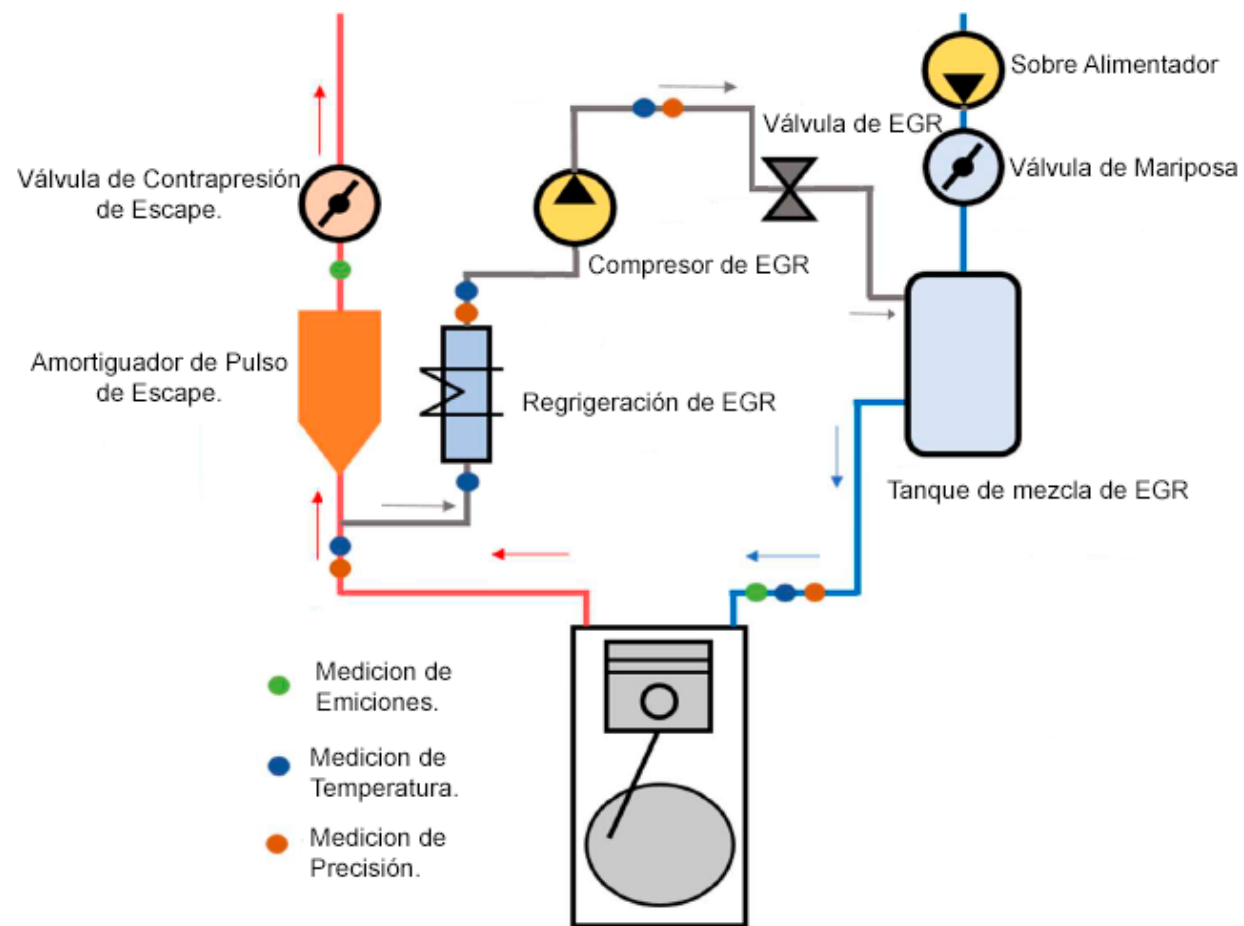 Sobre Alimentador
Válvula de EGR
Válvula de Mariposa
Válvula de Contrapresión
de Escape.
Compresor de EGR
Amortiguador de Pulso
de Escape.
Regrigeración de EGR
Tanque de mezcla de EGR
Medicion de
Emiciones.
Medicion de
Temperatura.
Medicion de
Precisión.